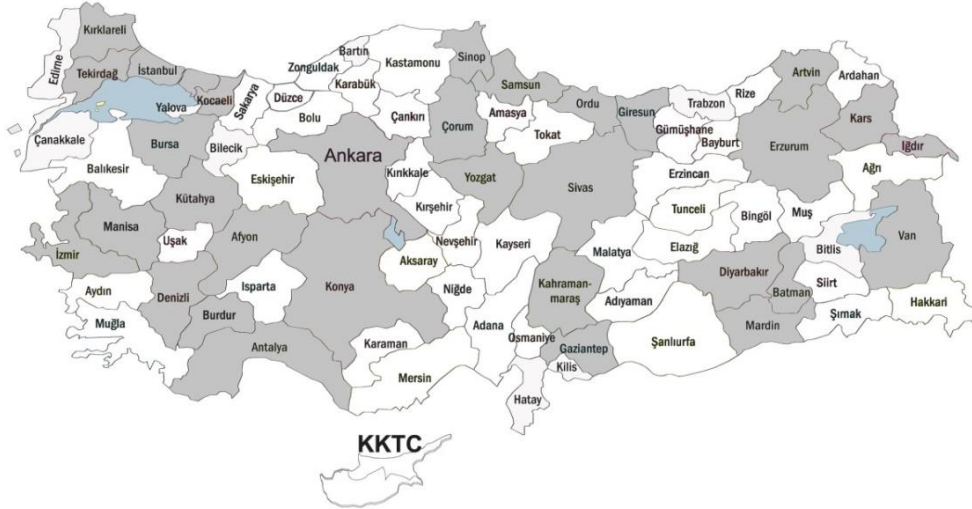 Kırklareli
Edirne
Tekirdağ
İstanbul
Yalova
Kocaeli
Sakarya
Düzce
Zonguldak
Bartın
Karabük
Kastamonu
Sinop
Samsun
Ordu
Giresun
Trabzon
Rize
Artvin
Ardahan
Kars
Iğdır
Ağrı
Erzurum
Bayburt
Gümüşhane
Erzincan
Tokat
Amasya
Çorum
Çankırı
Bolu
Bilecik
Bursa
Çanakkale
Balıkesir
Kütahya
Eskişehir
Ankara
Kırıkkale
Kırşehir
Yozgat
Sivas
Tunceli
Bingöl
Muş
Bitlis
Van
Hakkari
Şırnak
Siirt
Batman
Diyarbakır
Mardin
Elazığ
Malatya
Adıyaman
Şanlıurfa
Kahraman-
maraş
Gaziantep
Kilis
Hatay
Osmaniye
Adana
Kayseri
Nevşehir
Niğde
Aksaray
Konya
Karaman
Mersin
Antalya
Isparta
Burdur
Afyon
Uşak
Manisa
İzmir
Aydın
Denizli
Muğla
KKTC